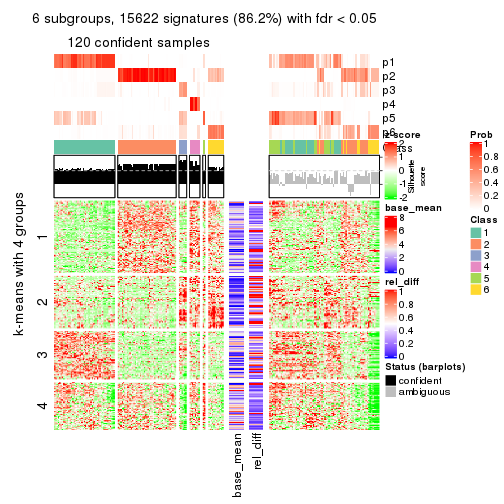 6 subgroups, 15622 signatures (86.2%) with fdr < 0.05
120 confident samples
p1
p2
p3
p4
p5
p6
Silhouette
score
k-means with 4 groups
1
2
3
4
base_mean
rel_diff
z-score
2
1
0
-1
-2
base_mean
8
6
4
2
0
rel_diff
1
0.8
0.6
0.4
0.2
0
Status (barplots)
confident
ambiguous
Prob
1
0.8
0.6
0.4
0.2
0
Class
1
2
3
4
5
6